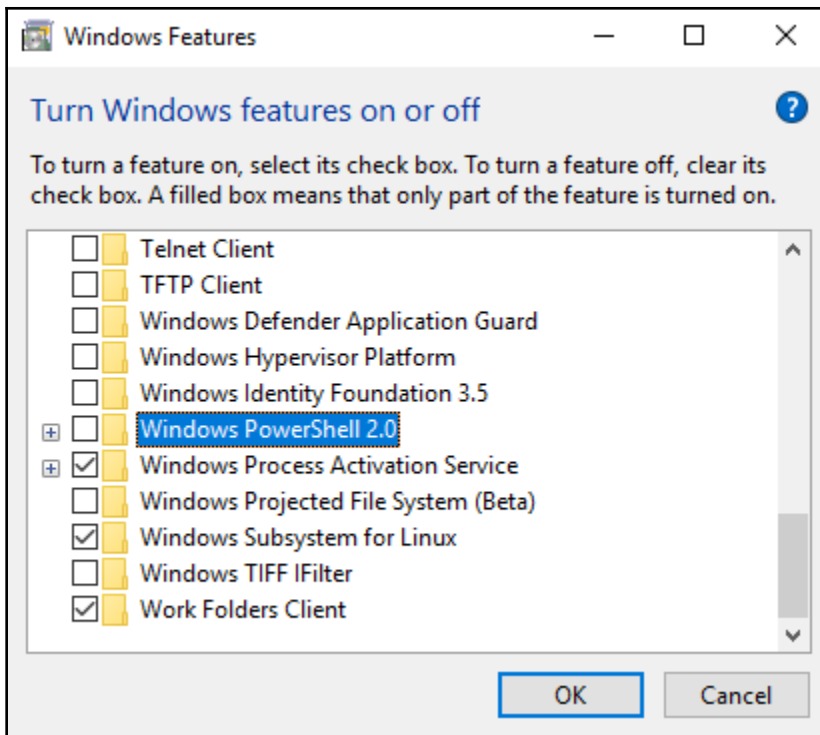 Windows Features
Turn Windows features on or off
?
To turn a feature on, select its check box. To turn a feature off, clear its
check box. A filled box means that only part of the feature is turned on.
Telnet Client
TFTP Client
Windows Defender Application Guard
Windows Hypervisor Platform
Windows Identity Foundation 3.5
Windows PowerShell 2.0
Windows Process Activation Service
Windows Projected File System (Beta)
Windows Subsystem for Linux
Windows TIFF IFilter
Work Folders Client
OK Cancel